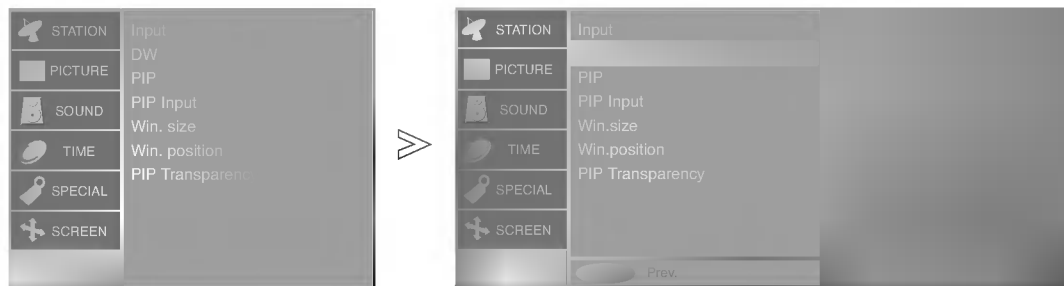 STATION
PICTURE
SOUND
TIME
SPECIAL
SCREEN
Input
DW
PIP
PIP Input
Win. size
Win. position
PIP Transparenc
STATION
PICTURE
SOUND
TIME
SPECIAL
SCREEN
Input
PIP
PIP Input
Win.size
Win.position
PIP Transparency
Prev.